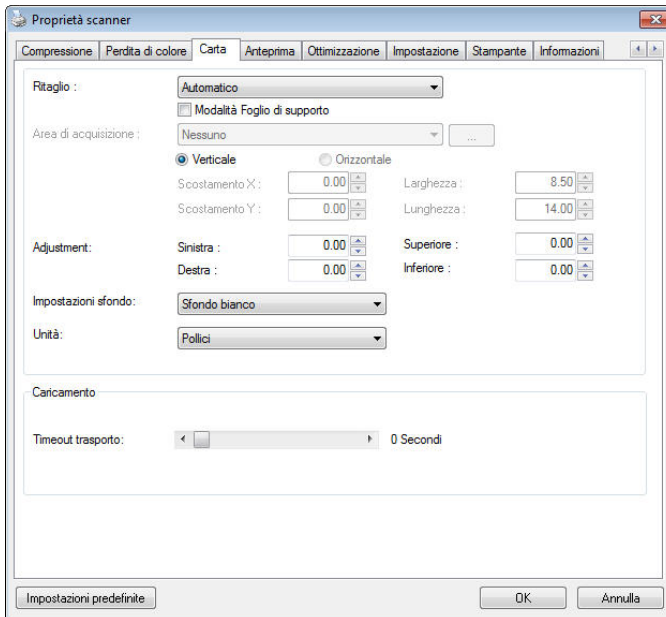 Proprietà scanner
Compressione Perdita di colore Carta Anteprima Ottimizzazione Impostazione Stampante Informazioni
Ritaglio : Automatico
Modalità Foglio di supporto
Area di acquisizione : Nessuno ...
Verticale Orizzontale
Scostamento X : 0.00 Larghezza : 8.50
Scostamento Y : 0.00 Lunghezza : 14.00
Adjustment: Sinistra : 0.00 Superiore : 0.00
Destra : 0.00 Inferiore : 0.00
Impostazioni sfondo: Sfondo bianco
Unità: Pollici
Caricamento
Timeout trasporto: 0 Secondi
Impostazioni predefinite OK Annulla